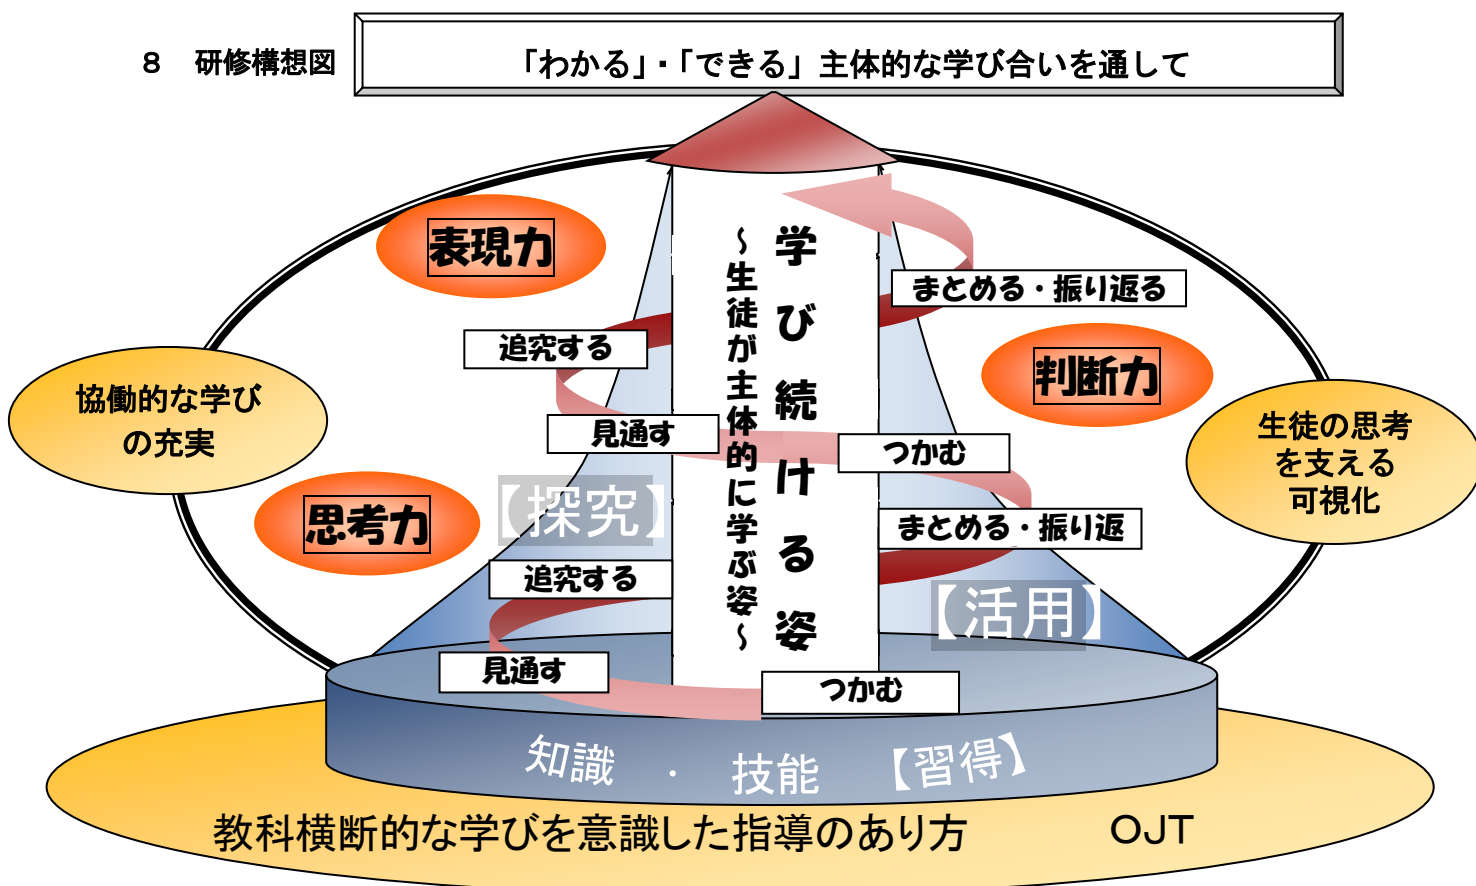 ８　研修構想図
「わかる」・「できる」主体的な学び合いを通して
表現力
まとめる・振り返る
追究する
判断力
協働的な学び
の充実
学び続ける姿
～生徒が主体的に学ぶ姿～
見通す
つかむ
生徒の思考
を支える
可視化
思考力
【探究】
まとめる・振り返
追究する
【活用】
見通す
つかむ
知識　・　技能　【習得】
教科横断的な学びを意識した指導のあり方　　ＯＪＴ